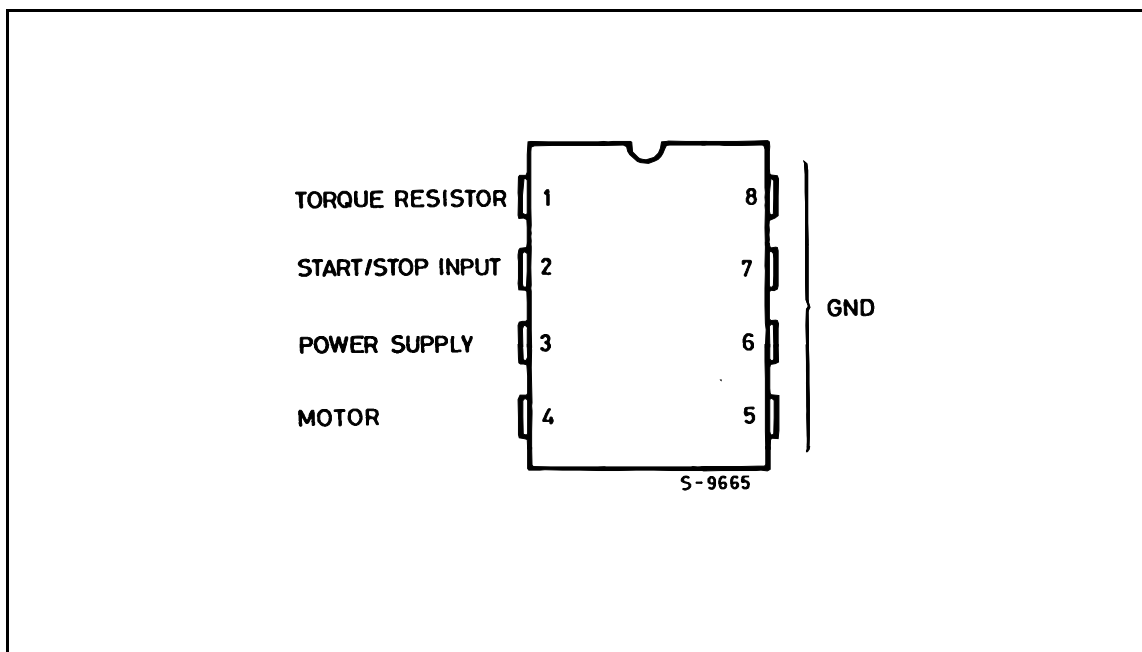 TORQUE RESISTOR 1 8
START/STOP INPUT 2 7
GND
POWER SUPPLY 3 6
MOTOR 4 5
S-9665